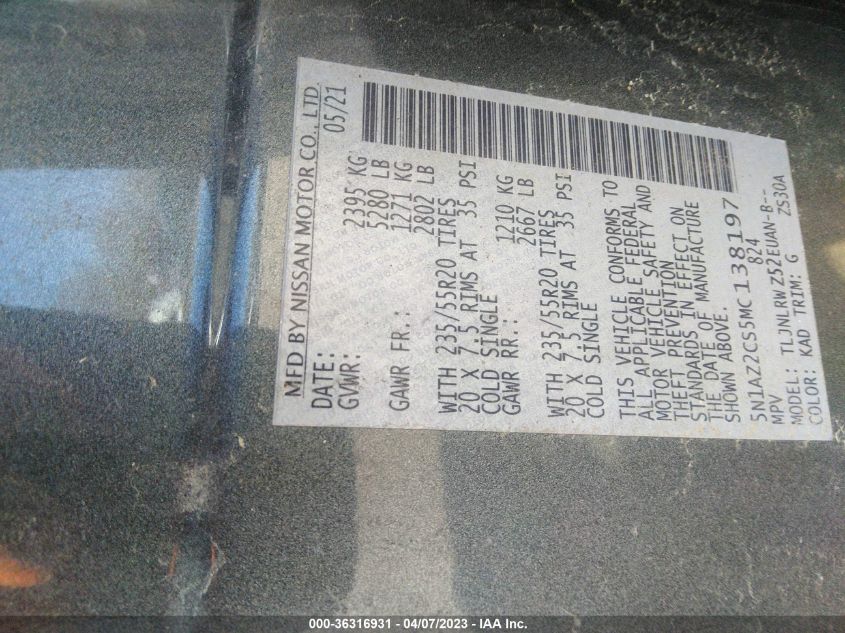 MFD BY NISSAN MOTOR CO., LTD.
DATE: 05/21
GVWR: 2395 KG
5280 LB
GAWR FR.: 1271 KG
2802 LB
WITH 235/55R20 TIRES
20 X 7.5 RIMS AT 35 PSI
COLD SINGLE
GAWR RR.: 1210 KG
2667 LB
WITH 235/55R20 TIRES
20 X 7.5 RIMS AT 35 PSI
COLD SINGLE
THIS VEHICLE CONFORMS TO
ALL APPLICABLE FEDERAL
MOTOR VEHICLE SAFETY AND
THEFT PREVENTION
STANDARDS IN EFFECT ON
THE DATE OF MANUFACTURE
SHOWN ABOVE.
5N1AZ2CS5MC138197
MPV 824
MODEL: TLJNLRWZ52EUAN-B--
COLOR: KAD TRIM: G ZS30A
000-36316931 - 04/07/2023 - IAA Inc.